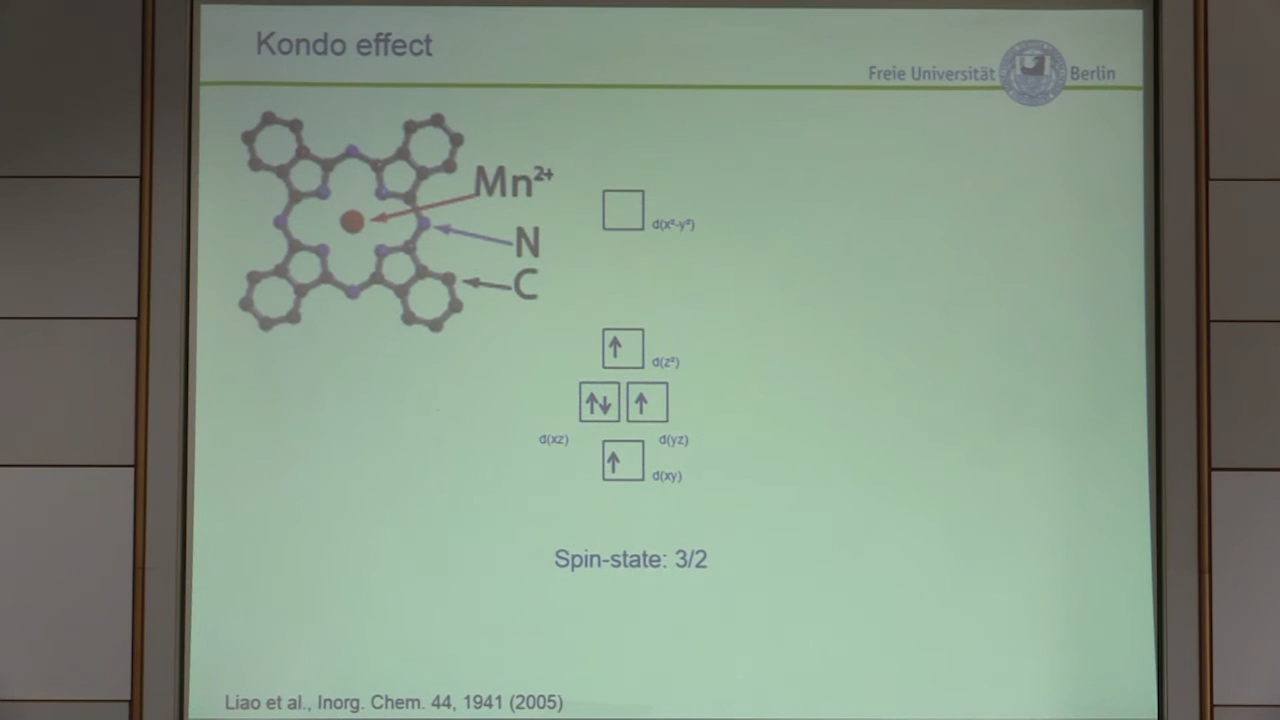 Kondo effect
Freie Universität Berlin
Mn²⁺
N
C
d(x²-y²)
↑
d(z²)
↑↓ ↑
d(xz) d(yz)
↑
d(xy)
Spin-state: 3/2
Liao et al., Inorg. Chem. 44, 1941 (2005)